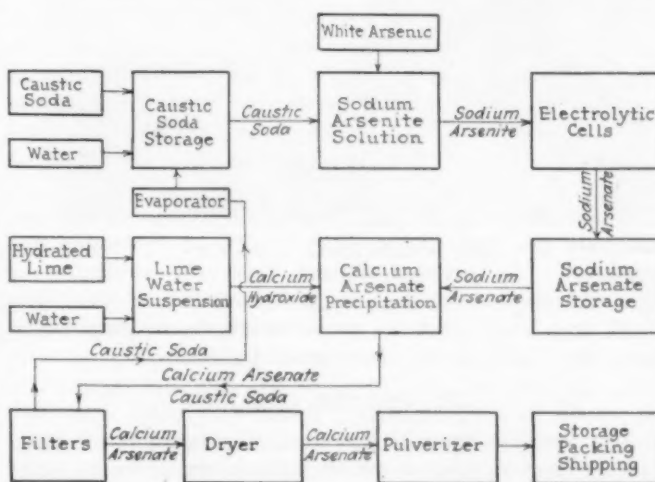 White Arsenic
Caustic
Soda
Water
Caustic
Soda
Storage
Caustic
Soda
Sodium
Arsenite
Solution
Sodium
Arsenite
Electrolytic
Cells
Evaporator
Sodium
Arsenate
Hydrated
Lime
Water
Lime
Water
Suspension
Calcium
Hydroxide
Calcium
Arsenate
Precipitation
Sodium
Arsenate
Sodium
Arsenate
Storage
Caustic Soda
Calcium Arsenate
Caustic Soda
Filters
Calcium
Arsenate
Dryer
Calcium
Arsenate
Pulverizer
Storage
Packing
Shipping